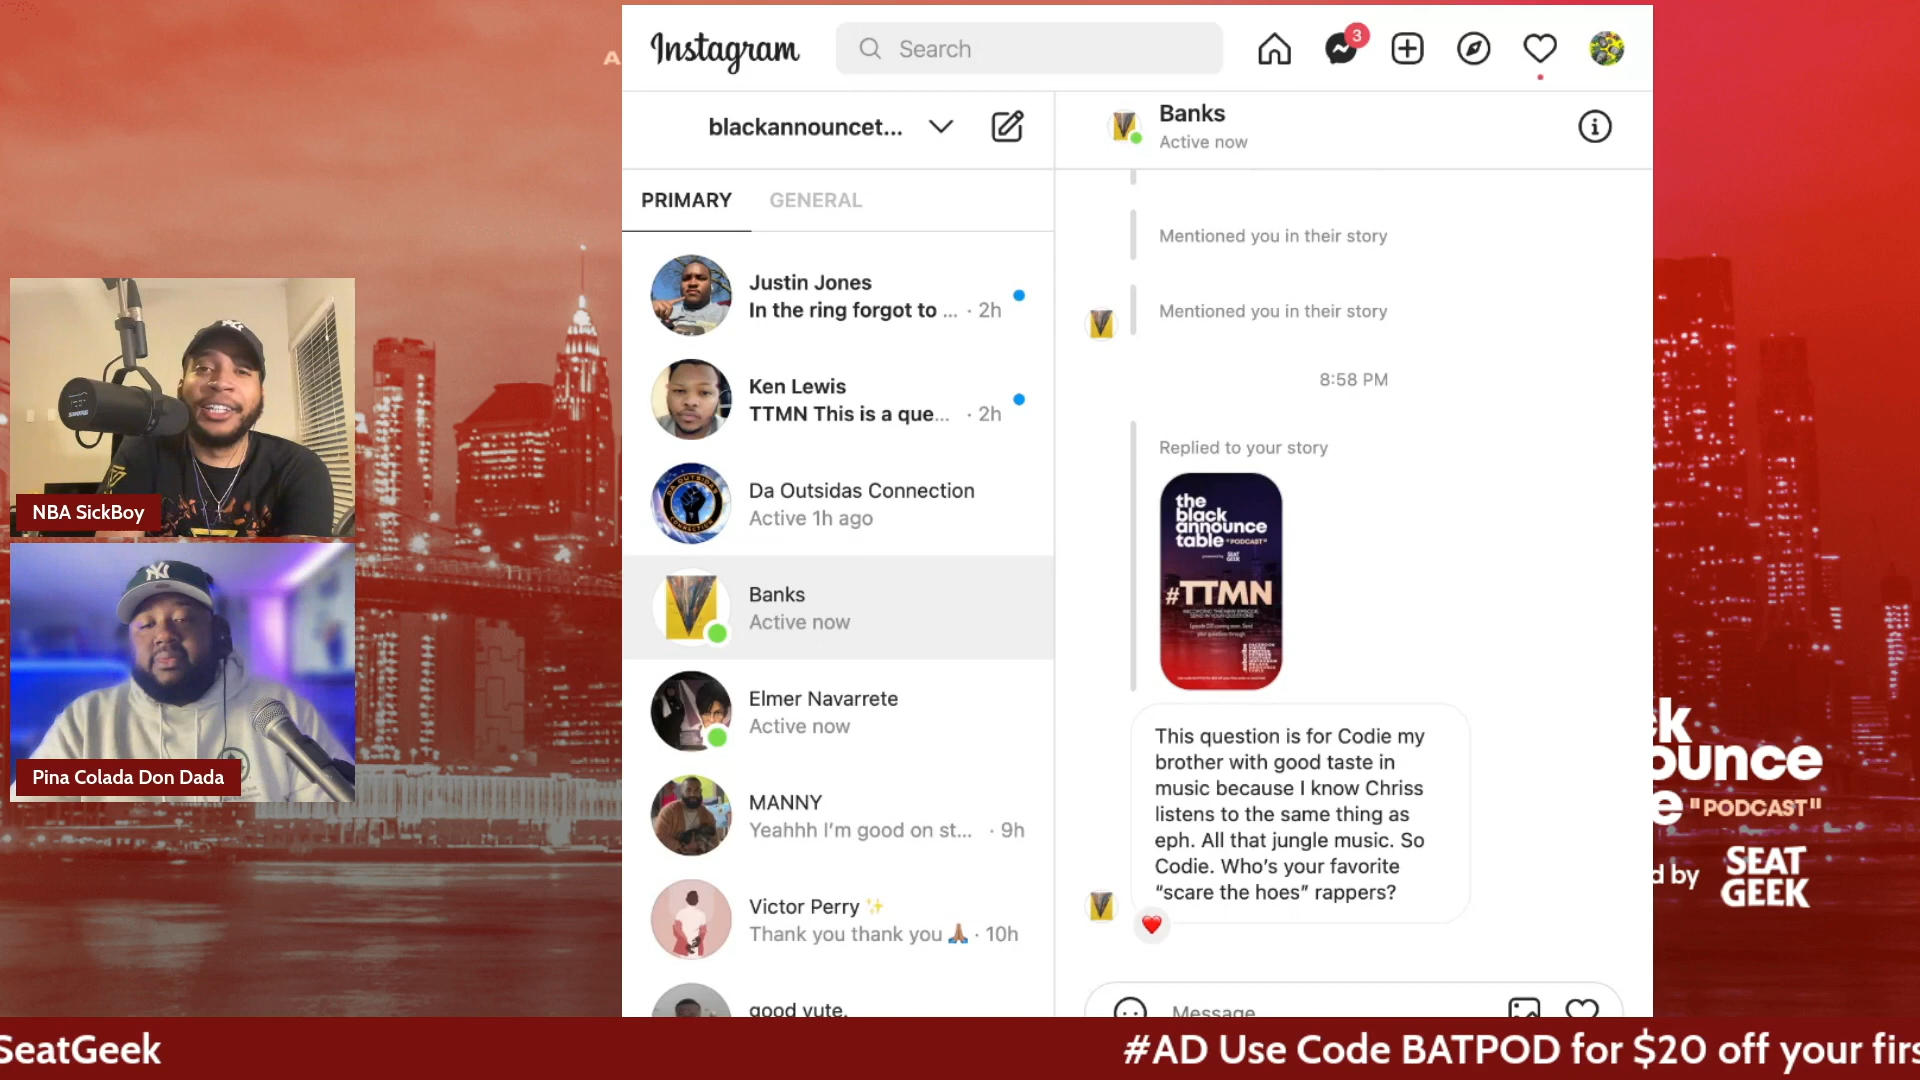 A
Instagram
Search
3
blackannouncet...
PRIMARY
GENERAL
Justin Jones
In the ring forgot to ... · 2h
Ken Lewis
TTMN This is a que... · 2h
Da Outsidas Connection
Active 1h ago
Banks
Active now
Elmer Navarrete
Active now
MANNY
Yeahhh I'm good on st... · 9h
Victor Perry ✨
Thank you thank you 🙏🏽 · 10h
good vute.
Banks
Active now
Mentioned you in their story
Mentioned you in their story
8:58 PM
Replied to your story
the
black
announce
table "PODCAST"
SEAT
GEEK
#TTMN
This question is for Codie my
brother with good taste in
music because I know Chriss
listens to the same thing as
eph. All that jungle music. So
Codie. Who's your favorite
“scare the hoes” rappers?
Message
NBA SickBoy
Pina Colada Don Dada
k
ounce
e "PODCAST"
d by SEAT
GEEK
SeatGeek
#AD Use Code BATPOD for $20 off your firs